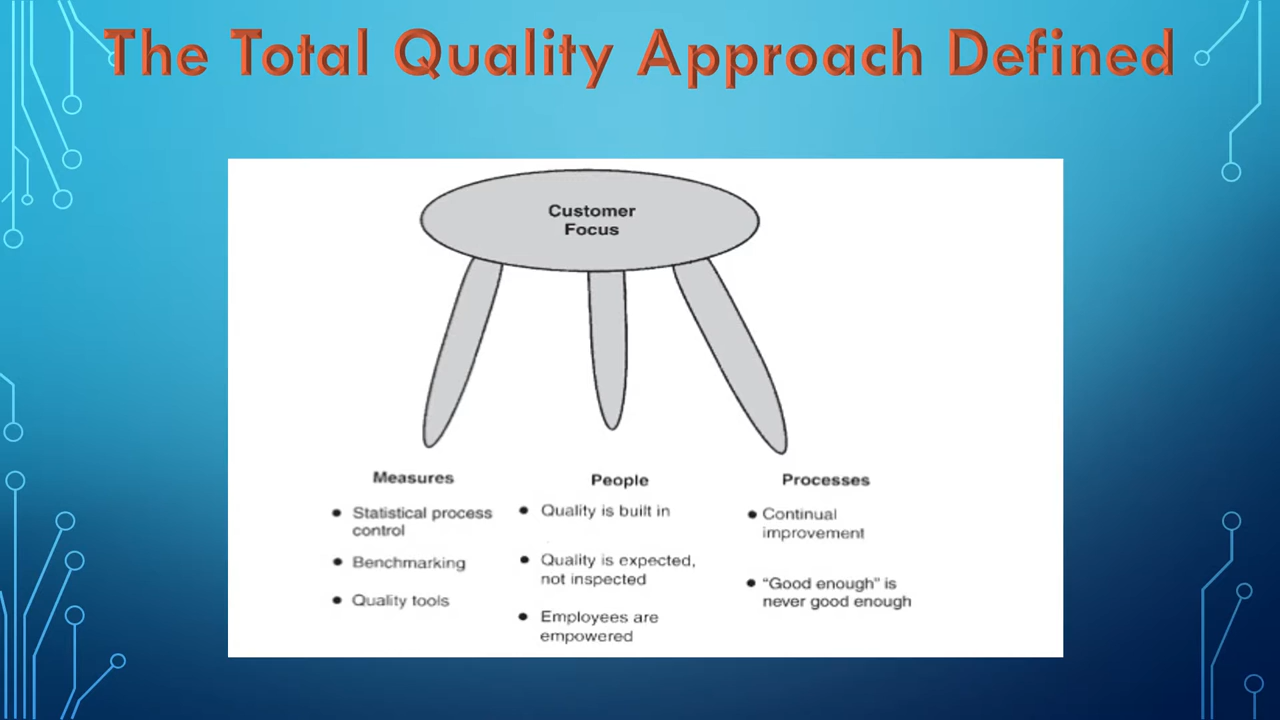 The Total Quality Approach Defined
Customer
Focus
Measures
• Statistical process
control
• Benchmarking
• Quality tools
People
• Quality is built in
• Quality is expected,
not inspected
• Employees are
empowered
Processes
• Continual
improvement
• “Good enough” is
never good enough